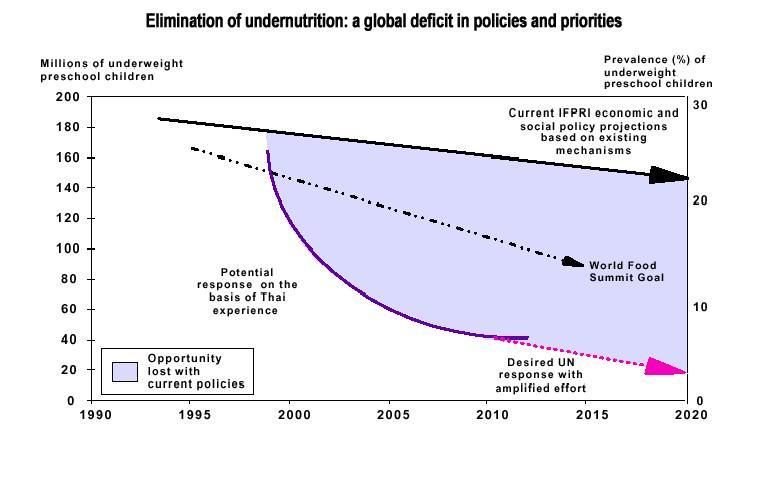 Elimination of undernutrition: a global deficit in policies and priorities
Millions of underweight
preschool children
Prevalence (%) of
underweight
preschool children
200
180
160
140
120
100
80
60
40
20
0
30
20
10
0
Current IFPRI economic and
social policy projections
based on existing
mechanisms
World Food
Summit Goal
Potential
response on the
basis of Thai
experience
Desired UN
response with
amplified effort
Opportunity
lost with
current policies
1990
1995
2000
2005
2010
2015
2020